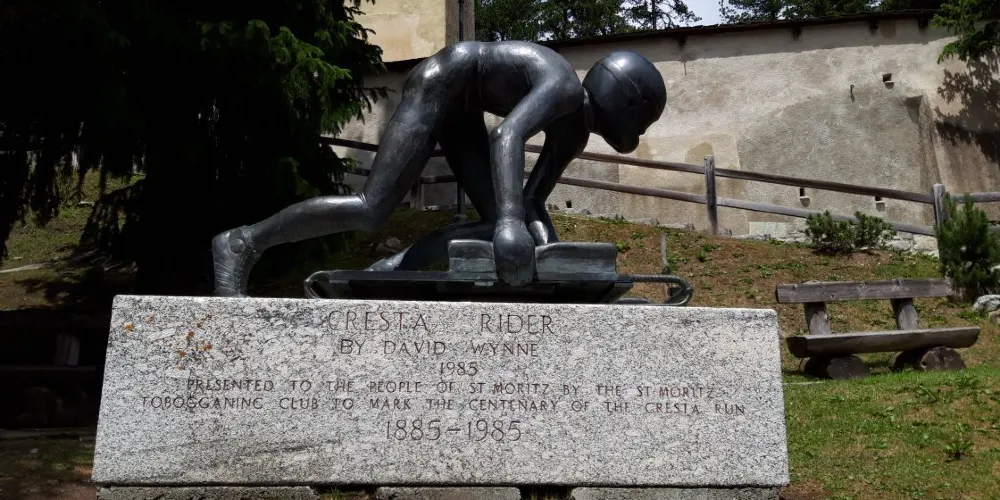 CRESTA RIDER
BY DAVID WYNNE
1985
PRESENTED TO THE PEOPLE OF ST MORITZ BY THE ST MORITZ
TOBOGGANING CLUB TO MARK THE CENTENARY OF THE CRESTA RUN
1885-1985